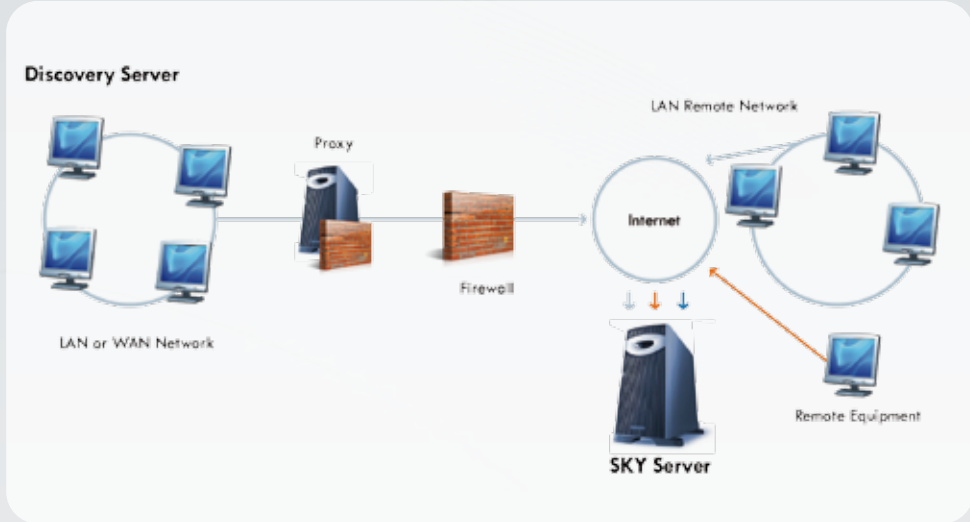 Discovery Server
LAN Remote Network
Proxy
Internet
Firewall
LAN or WAN Network
Remote Equipment
SKY Server